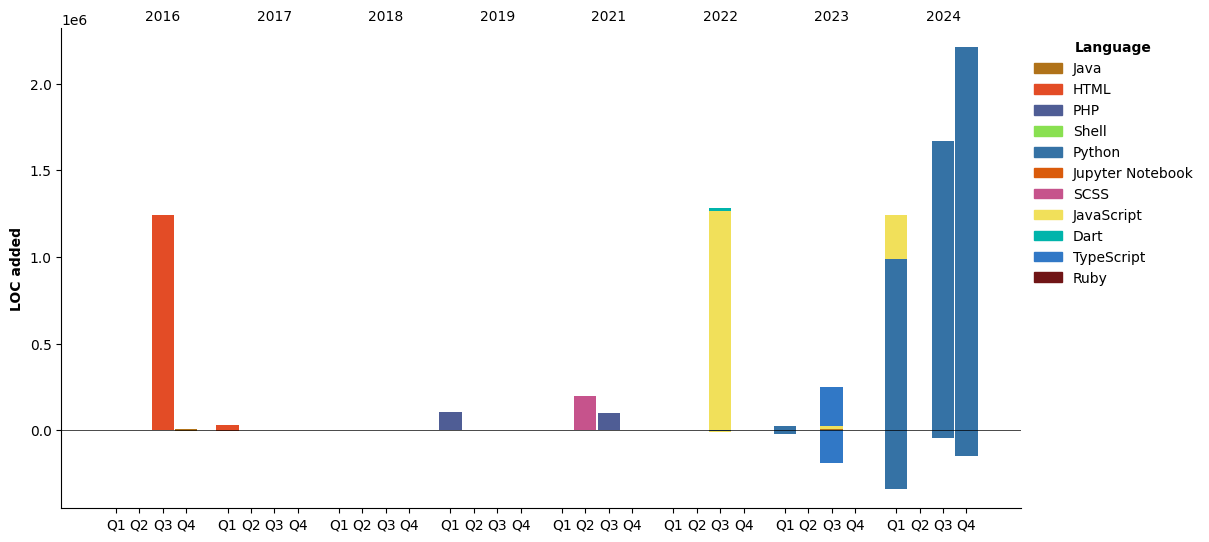 2016 2017 2018 2019 2021 2022 2023 2024
1e6
Language
Java
HTML
PHP
Shell
Python
Jupyter Notebook
SCSS
JavaScript
Dart
TypeScript
Ruby
LOC added
2.0
1.5
1.0
0.5
0.0
Q1 Q2 Q3 Q4 Q1 Q2 Q3 Q4 Q1 Q2 Q3 Q4 Q1 Q2 Q3 Q4 Q1 Q2 Q3 Q4 Q1 Q2 Q3 Q4 Q1 Q2 Q3 Q4 Q1 Q2 Q3 Q4